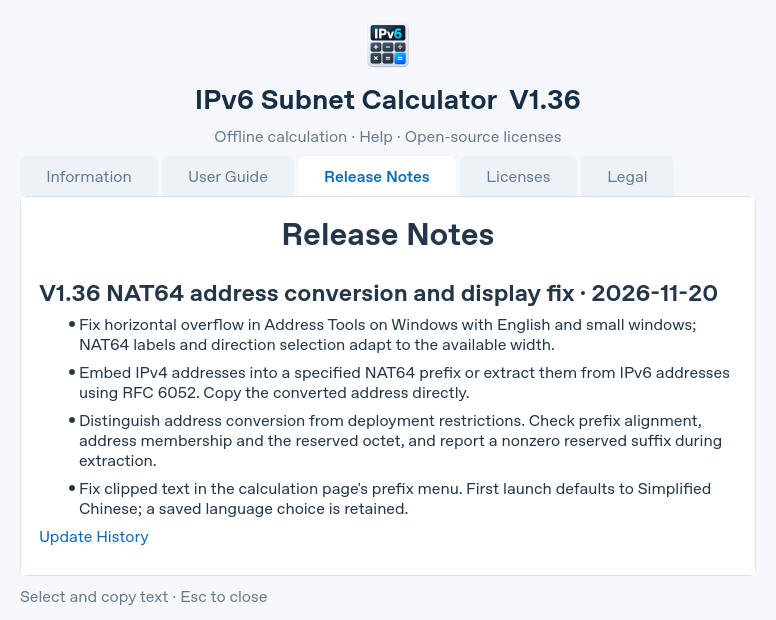 IPv6
IPv6 Subnet Calculator V1.36
Offline calculation · Help · Open-source licenses
Information
User Guide
Release Notes
Licenses
Legal
Release Notes
V1.36 NAT64 address conversion and display fix · 2026-11-20
• Fix horizontal overflow in Address Tools on Windows with English and small windows;
NAT64 labels and direction selection adapt to the available width.
• Embed IPv4 addresses into a specified NAT64 prefix or extract them from IPv6 addresses
using RFC 6052. Copy the converted address directly.
• Distinguish address conversion from deployment restrictions. Check prefix alignment,
address membership and the reserved octet, and report a nonzero reserved suffix during
extraction.
• Fix clipped text in the calculation page's prefix menu. First launch defaults to Simplified
Chinese; a saved language choice is retained.
Update History
Select and copy text · Esc to close